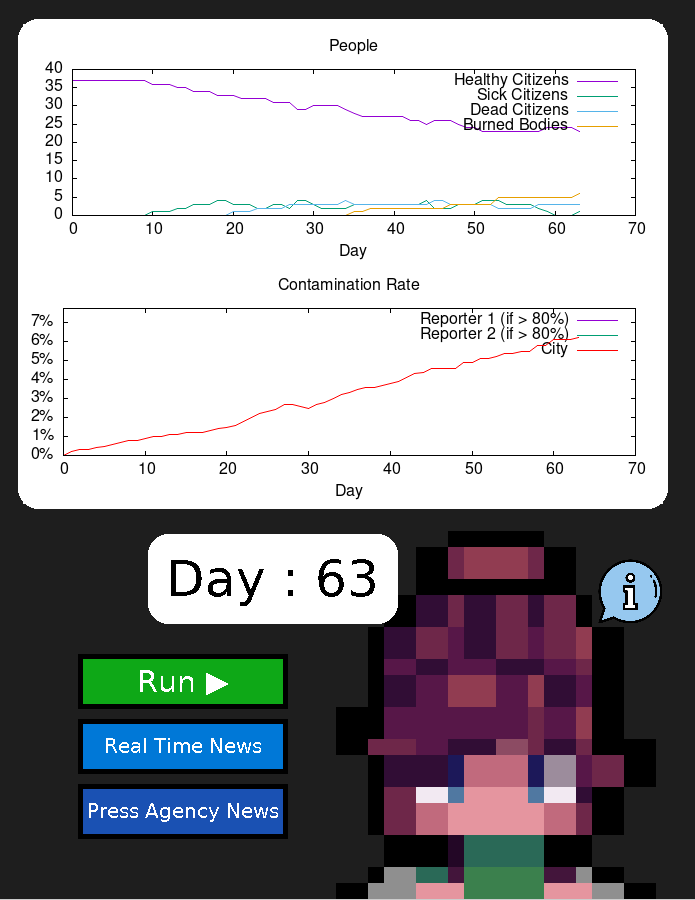 People
40
35
30
25
20
15
10
5
0
Healthy Citizens
Sick Citizens
Dead Citizens
Burned Bodies
0 10 20 30 40 50 60 70
Day
Contamination Rate
7%
6%
5%
4%
3%
2%
1%
0%
Reporter 1 (if > 80%)
Reporter 2 (if > 80%)
City
0 10 20 30 40 50 60 70
Day
Day : 63
i
Run ▶
Real Time News
Press Agency News